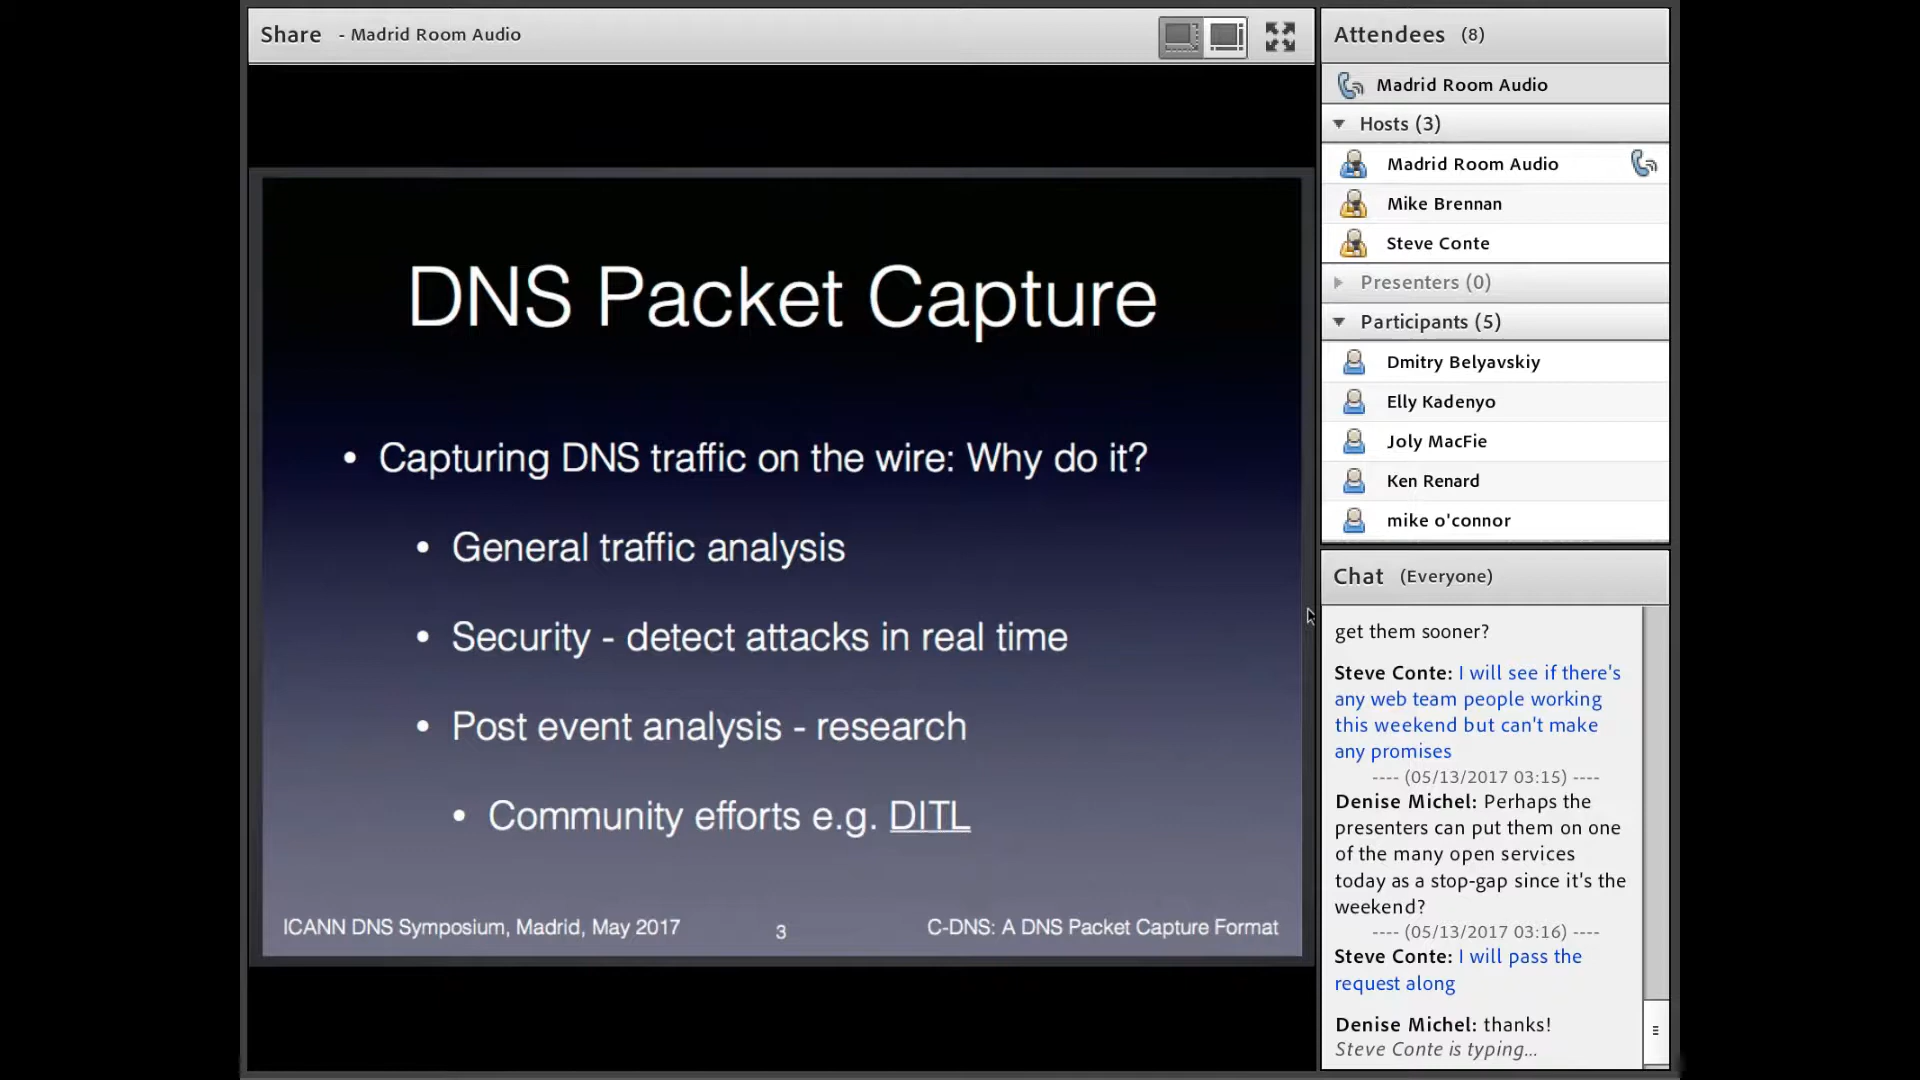 Share - Madrid Room Audio
DNS Packet Capture
• Capturing DNS traffic on the wire: Why do it?
• General traffic analysis
• Security - detect attacks in real time
• Post event analysis - research
• Community efforts e.g. DITL
ICANN DNS Symposium, Madrid, May 2017
3
C-DNS: A DNS Packet Capture Format
Attendees (8)
Madrid Room Audio
Hosts (3)
Madrid Room Audio
Mike Brennan
Steve Conte
Presenters (0)
Participants (5)
Dmitry Belyavskiy
Elly Kadenyo
Joly MacFie
Ken Renard
mike o'connor
Chat (Everyone)
get them sooner?
Steve Conte: I will see if there's
any web team people working
this weekend but can't make
any promises
---- (05/13/2017 03:15) ----
Denise Michel: Perhaps the
presenters can put them on one
of the many open services
today as a stop-gap since it's the
weekend?
---- (05/13/2017 03:16) ----
Steve Conte: I will pass the
request along
Denise Michel: thanks!
Steve Conte is typing...